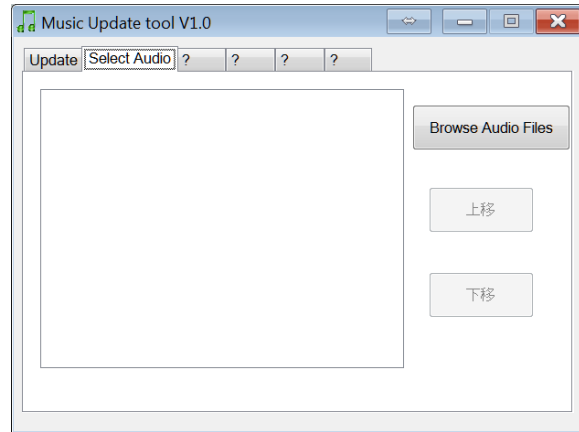 Music Update tool V1.0
Update Select Audio ? ? ? ?
Browse Audio Files
上移
下移